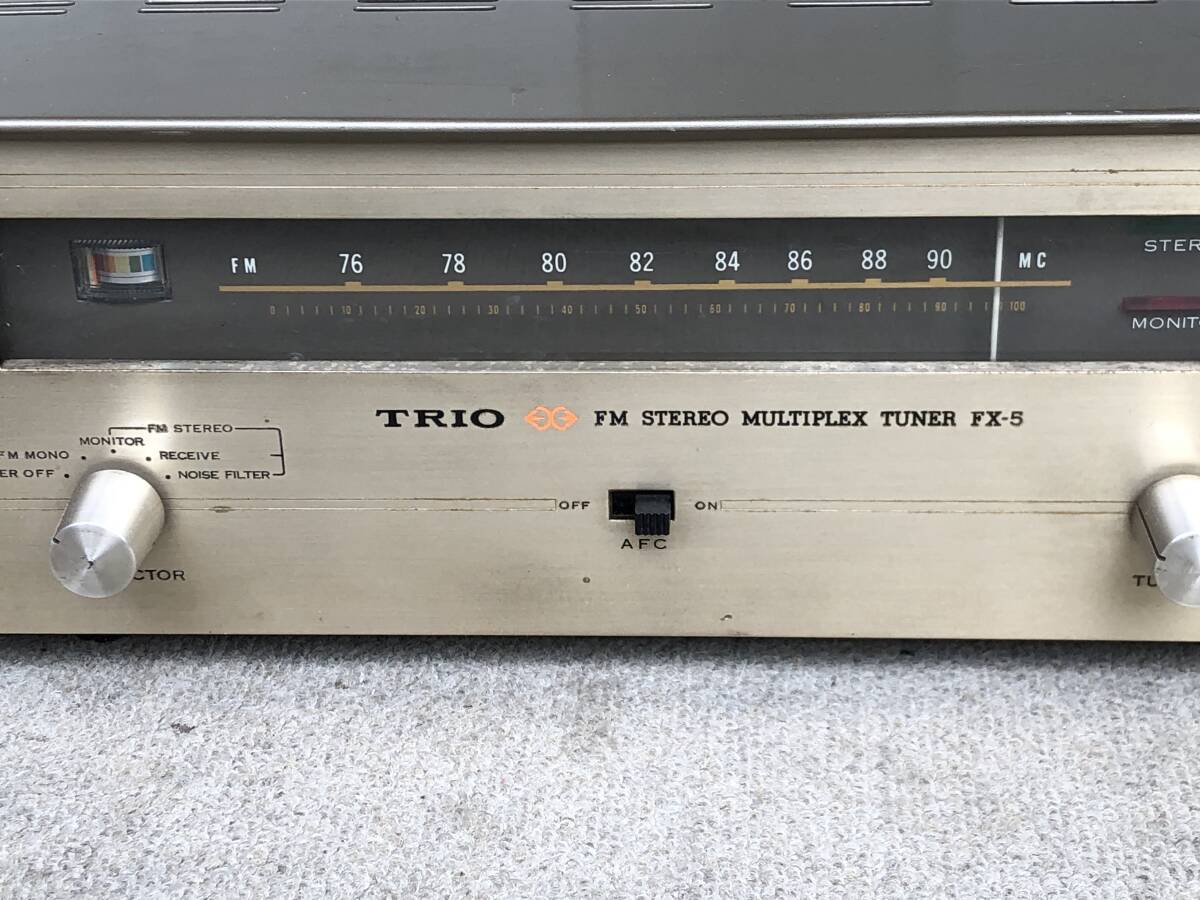 FM 76 78 80 82 84 86 88 90 MC
0 10 20 30 40 50 60 70 80 90 100
STER
MONITO
TRIO FM STEREO MULTIPLEX TUNER FX-5
FM STEREO
MONITOR
FM MONO RECEIVE
ER OFF NOISE FILTER
OFF ON
AFC
CTOR
TU